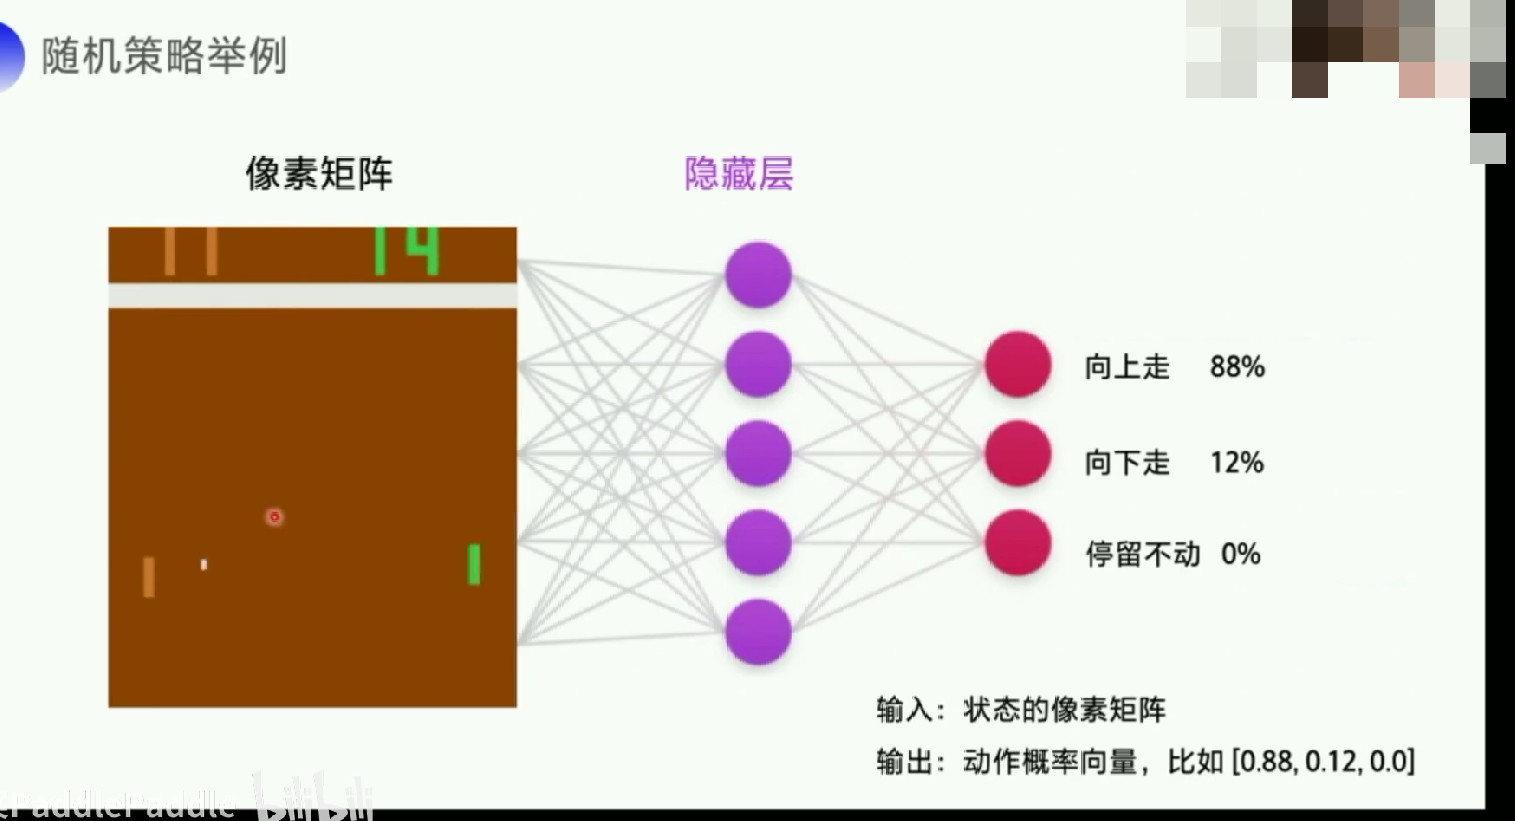 随机策略举例
像素矩阵
隐藏层
11 14
向上走 88%
向下走 12%
停留不动 0%
输入：状态的像素矩阵
输出：动作概率向量，比如 [0.88, 0.12, 0.0]
PaddlePaddle bilibili